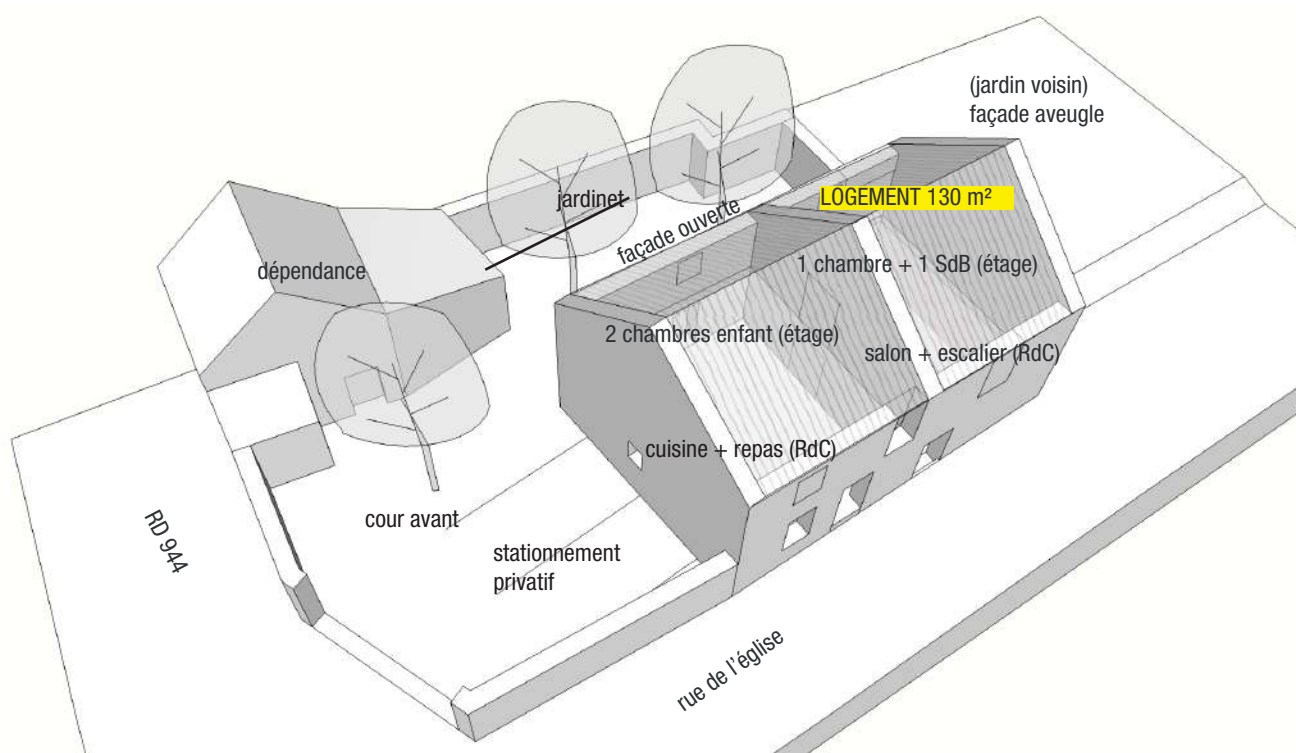 (jardin voisin)
façade aveugle
jardinet
LOGEMENT 130 m²
façade ouverte
dépendance
1 chambre + 1 SdB (étage)
2 chambres enfant (étage)
salon + escalier (RdC)
cuisine + repas (RdC)
cour avant
RD 944
stationnement
privatif
rue de l'église